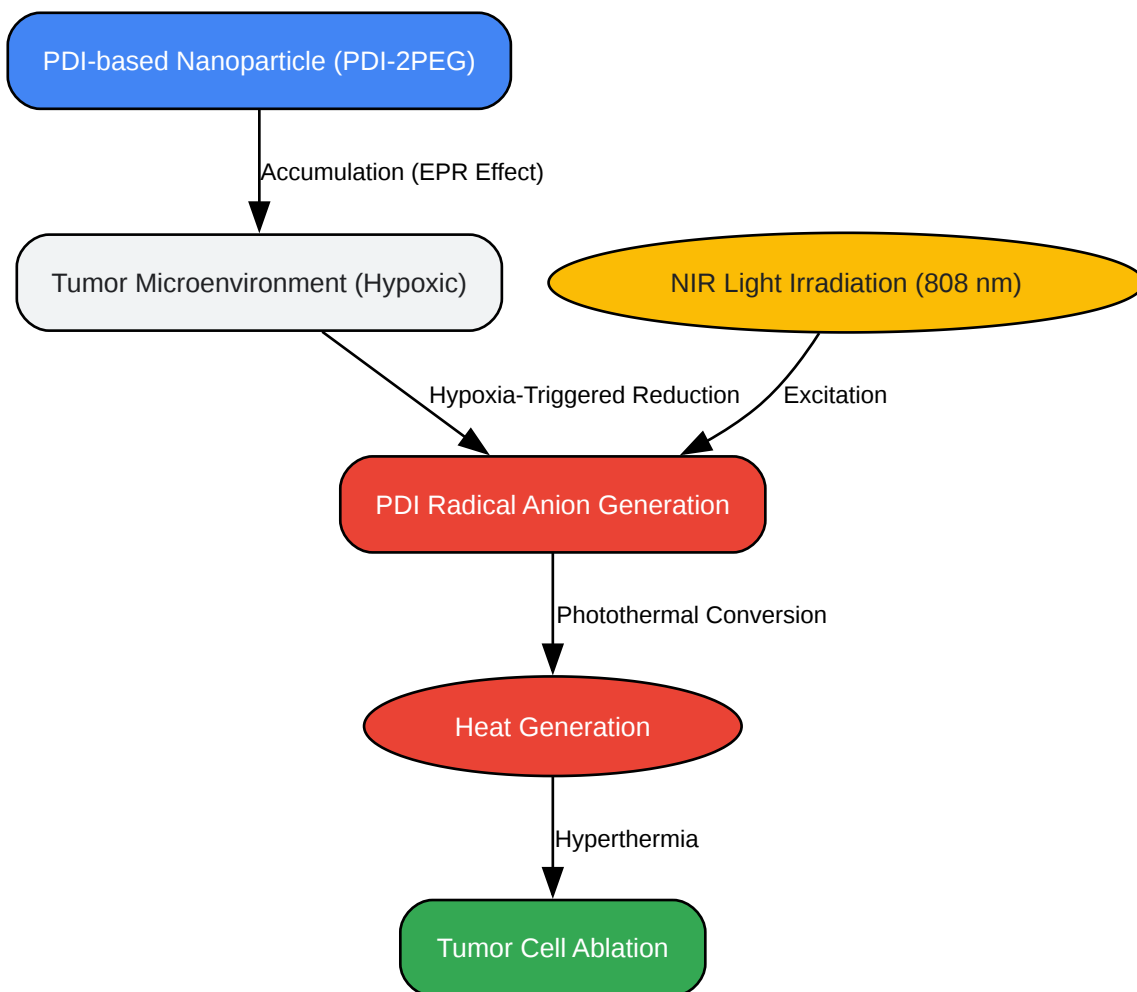 PDI-based Nanoparticle (PDI-2PEG)
Accumulation (EPR Effect)
Tumor Microenvironment (Hypoxic)
NIR Light Irradiation (808 nm)
Hypoxia-Triggered Reduction
Excitation
PDI Radical Anion Generation
Photothermal Conversion
Heat Generation
Hyperthermia
Tumor Cell Ablation